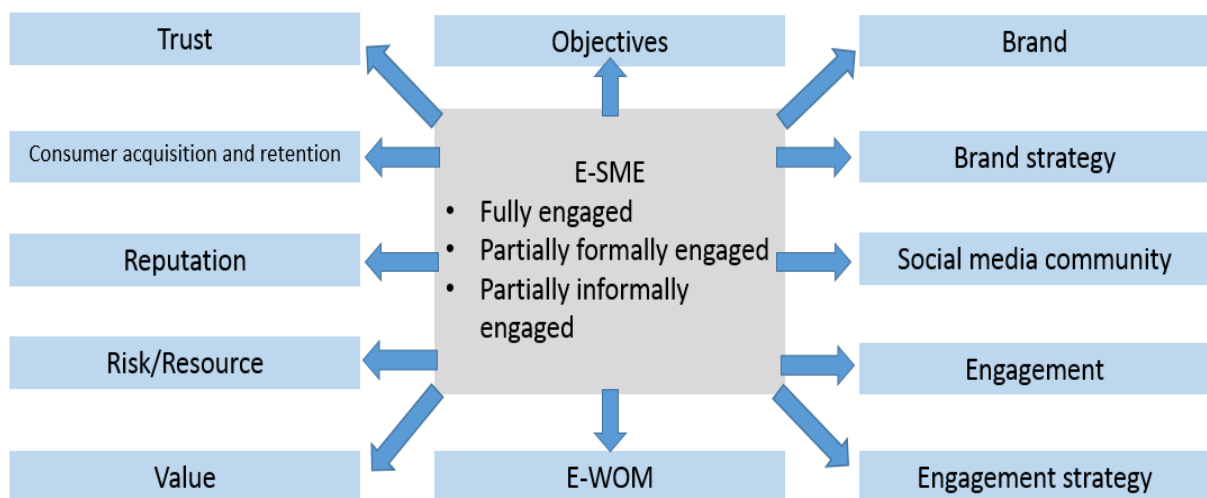 Trust
Objectives
Brand
Consumer acquisition and retention
Brand strategy
E-SME
• Fully engaged
• Partially formally engaged
• Partially informally
engaged
Reputation
Social media community
Risk/Resource
Engagement
Value
E-WOM
Engagement strategy